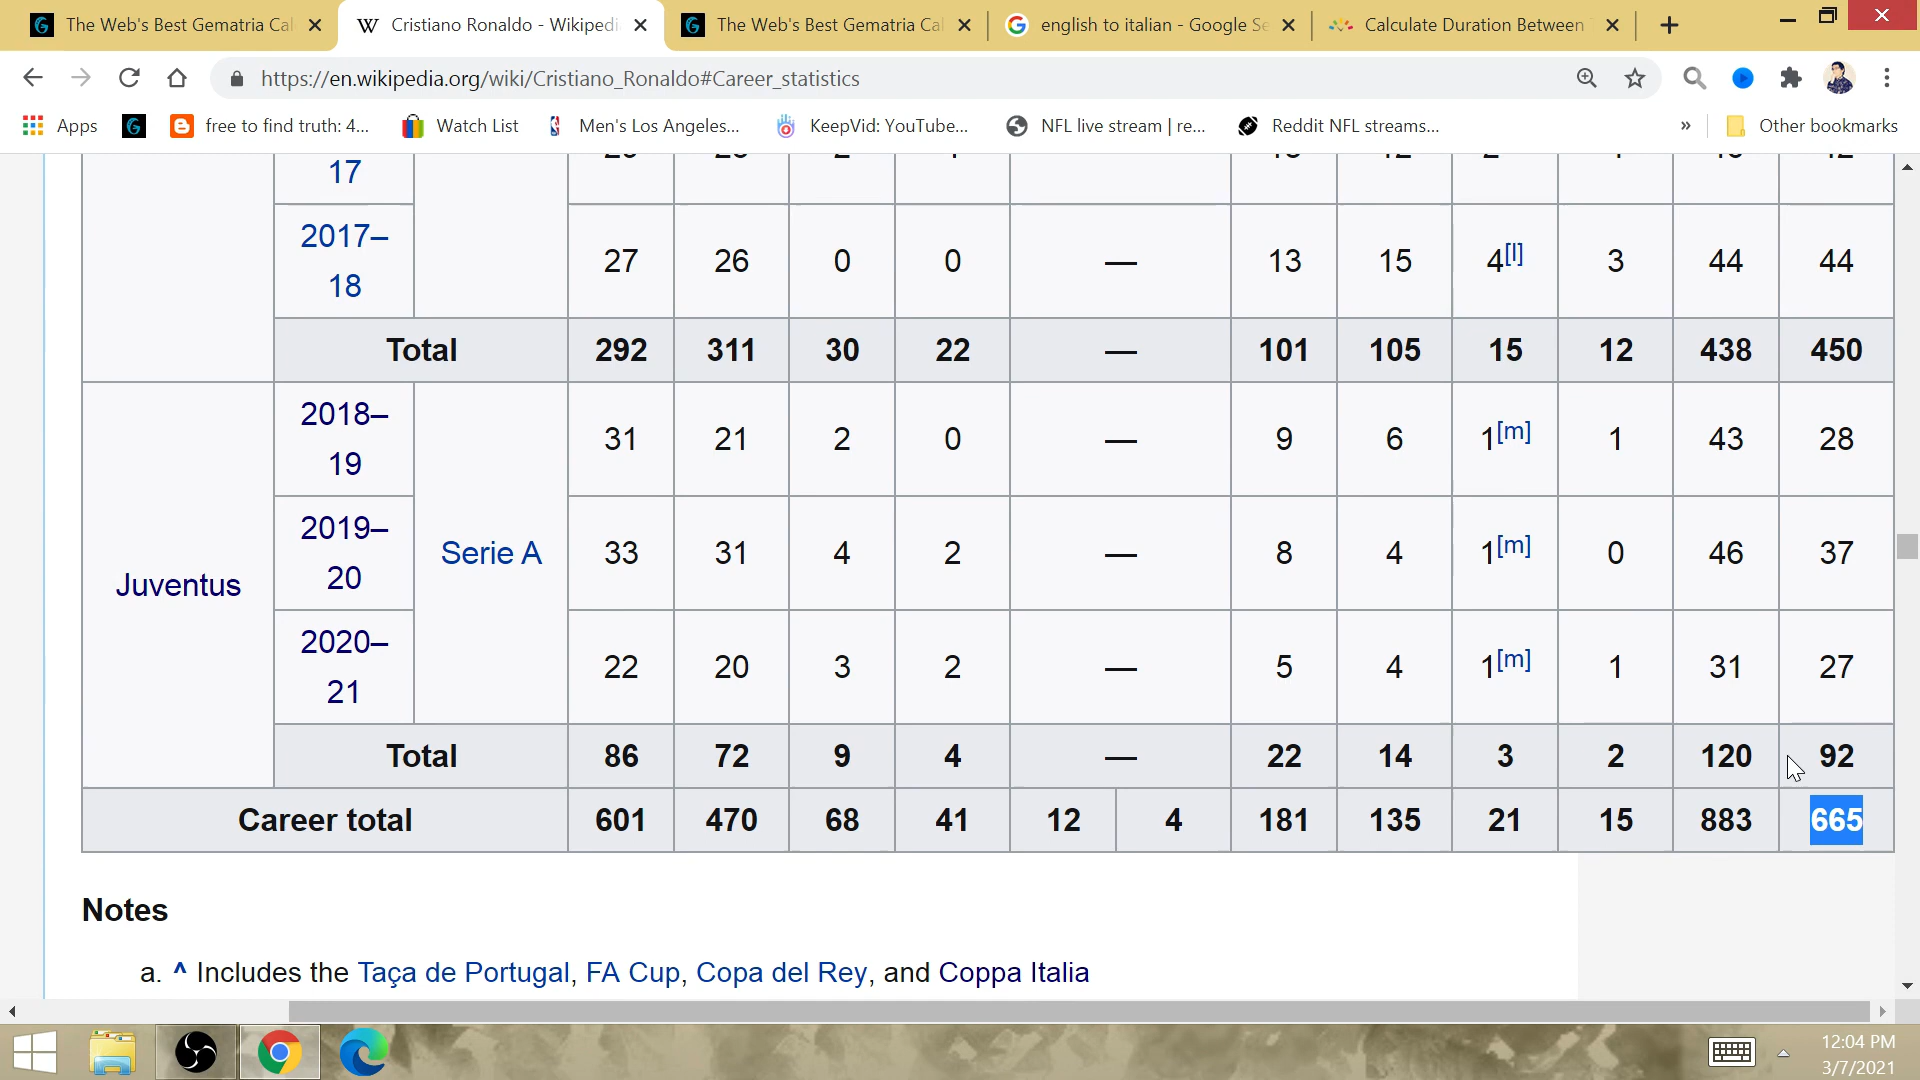 The Web's Best Gematria Cal
Cristiano Ronaldo - Wikipedi
The Web's Best Gematria Cal
english to italian - Google Se
Calculate Duration Between
https://en.wikipedia.org/wiki/Cristiano_Ronaldo#Career_statistics
Apps
free to find truth: 4...
Watch List
Men's Los Angeles...
KeepVid: YouTube...
NFL live stream | re...
Reddit NFL streams...
»
Other bookmarks
17
2017–
18
27 26 0 0 — 13 15 4[l] 3 44 44
Total 292 311 30 22 — 101 105 15 12 438 450
Juventus
2018–
19
31 21 2 0 — 9 6 1[m] 1 43 28
Serie A
2019–
20
33 31 4 2 — 8 4 1[m] 0 46 37
2020–
21
22 20 3 2 — 5 4 1[m] 1 31 27
Total 86 72 9 4 — 22 14 3 2 120 92
Career total 601 470 68 41 12 4 181 135 21 15 883 665
Notes
a. ^ Includes the Taça de Portugal, FA Cup, Copa del Rey, and Coppa Italia
12:04 PM
3/7/2021